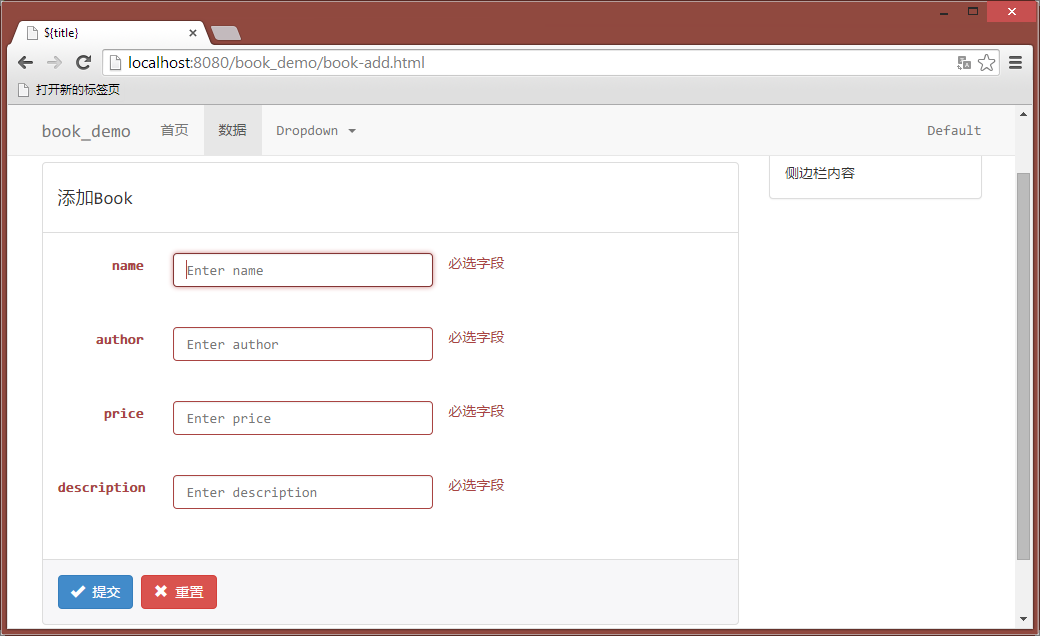 ${title}
localhost:8080/book_demo/book-add.html
打开新的标签页
book_demo 首页 数据 Dropdown Default
侧边栏内容
添加Book
name Enter name 必选字段
author Enter author 必选字段
price Enter price 必选字段
description Enter description 必选字段
提交 重置